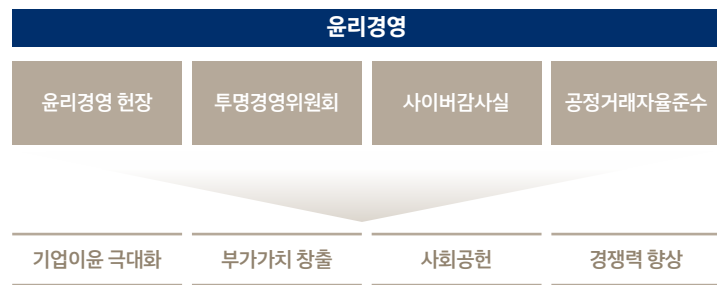 윤리경영
윤리경영 헌장
투명경영위원회
사이버감사실
공정거래자율준수
기업이윤 극대화
부가가치 창출
사회공헌
경쟁력 향상